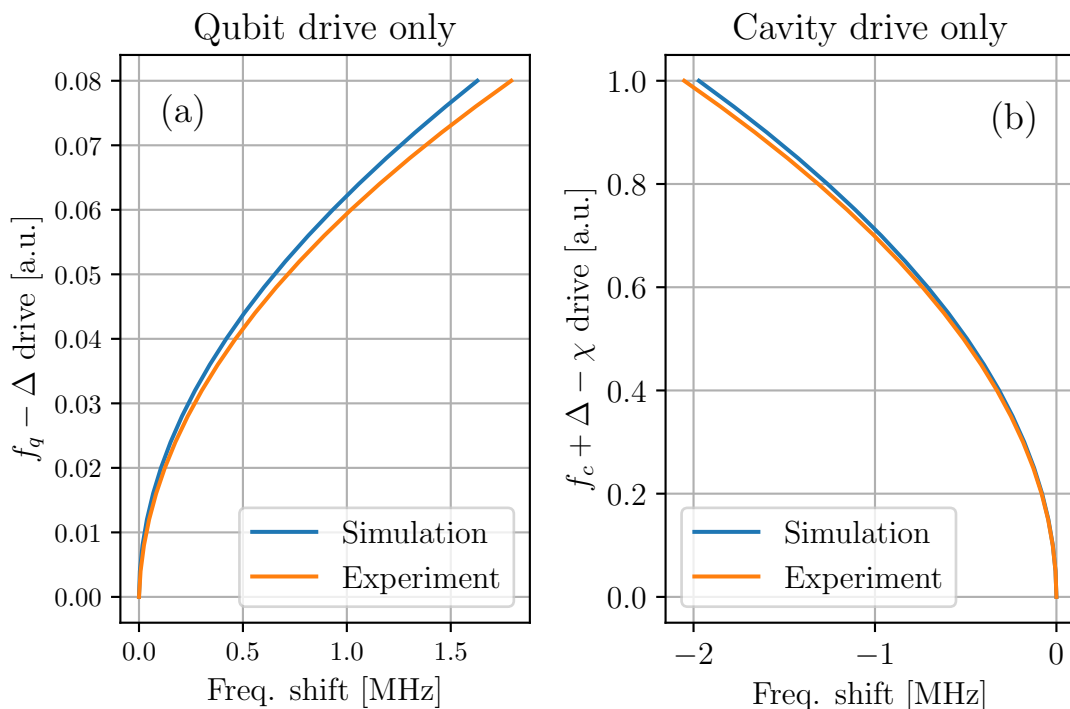 Qubit drive only
(a)
f_q − Δ drive [a.u.]
0.08
0.07
0.06
0.05
0.04
0.03
0.02
0.01
0.00
Simulation
Experiment
0.0 0.5 1.0 1.5
Freq. shift [MHz]
Cavity drive only
(b)
f_c + Δ − χ drive [a.u.]
1.0
0.8
0.6
0.4
0.2
0.0
Simulation
Experiment
−2 −1 0
Freq. shift [MHz]